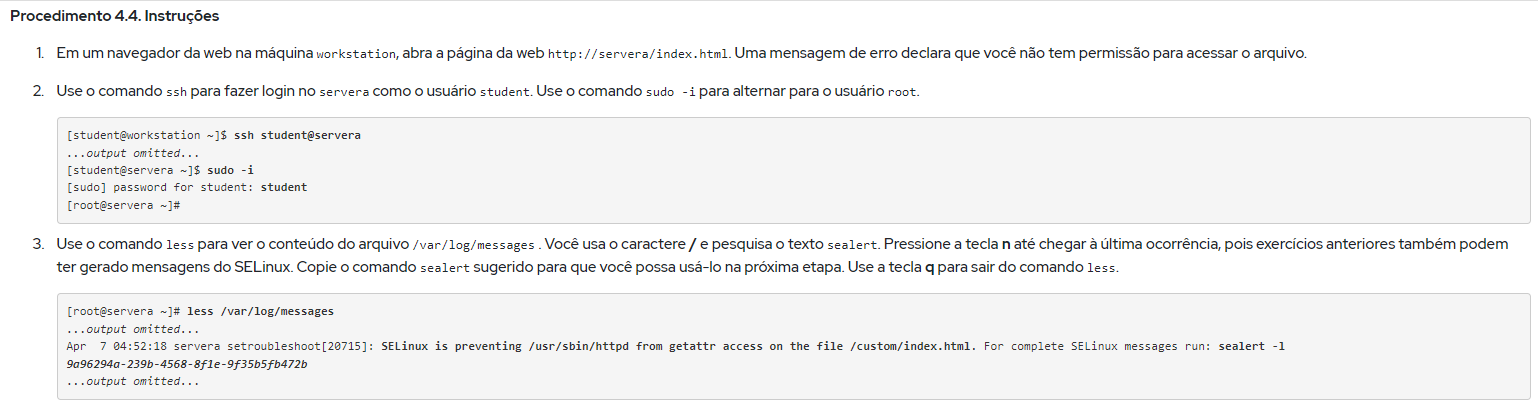 Procedimento 4.4. Instruções
1. Em um navegador da web na máquina workstation, abra a página da web http://servera/index.html. Uma mensagem de erro declara que você não tem permissão para acessar o arquivo.
2. Use o comando ssh para fazer login no servera como o usuário student. Use o comando sudo -i para alternar para o usuário root.
[student@workstation ~]$ ssh student@servera
...output omitted...
[student@servera ~]$ sudo -i
[sudo] password for student: student
[root@servera ~]#
3. Use o comando less para ver o conteúdo do arquivo /var/log/messages . Você usa o caractere / e pesquisa o texto sealert. Pressione a tecla n até chegar à última ocorrência, pois exercícios anteriores também podem
ter gerado mensagens do SELinux. Copie o comando sealert sugerido para que você possa usá-lo na próxima etapa. Use a tecla q para sair do comando less.
[root@servera ~]# less /var/log/messages
...output omitted...
Apr  7 04:52:18 servera setroubleshoot[20715]: SELinux is preventing /usr/sbin/httpd from getattr access on the file /custom/index.html. For complete SELinux messages run: sealert -l
9a96294a-239b-4568-8f1e-9f35b5fb472b
...output omitted...